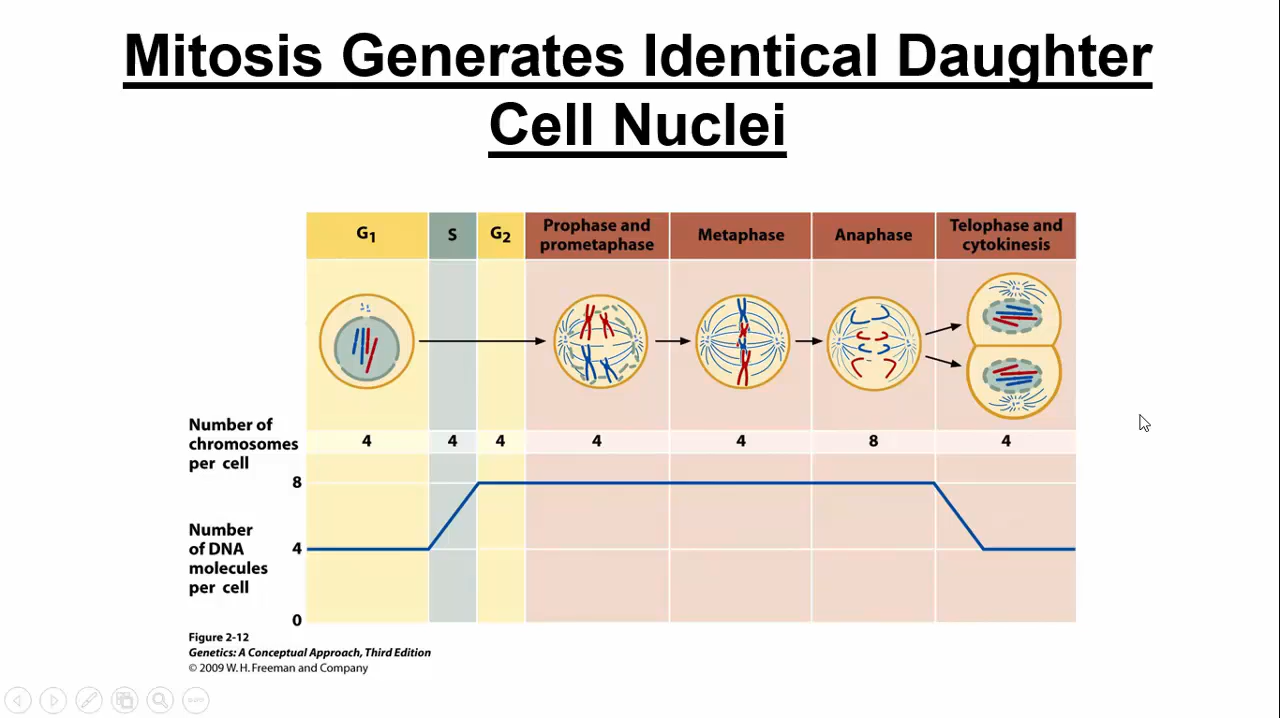 Mitosis Generates Identical Daughter
Cell Nuclei
G1
S
G2
Prophase and
prometaphase
Metaphase
Anaphase
Telophase and
cytokinesis
Number of
chromosomes
per cell
4
4
4
4
4
8
4
8
Number
of DNA
molecules
per cell
4
0
Figure 2-12
Genetics: A Conceptual Approach, Third Edition
© 2009 W. H. Freeman and Company